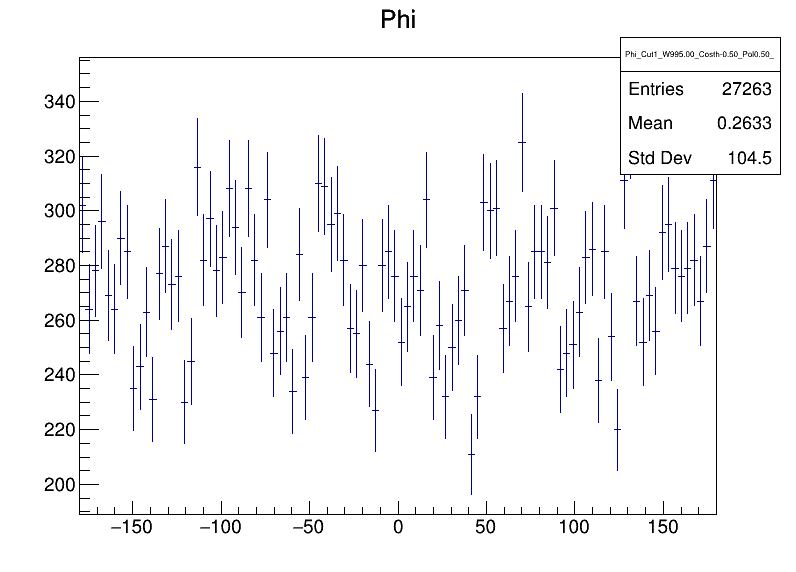 Phi
Phi_Cut1_W995.00_Costh-0.50_Pol0.50_
Entries 27263
Mean 0.2633
Std Dev 104.5
340
320
300
280
260
240
220
200
−150 −100 −50 0 50 100 150